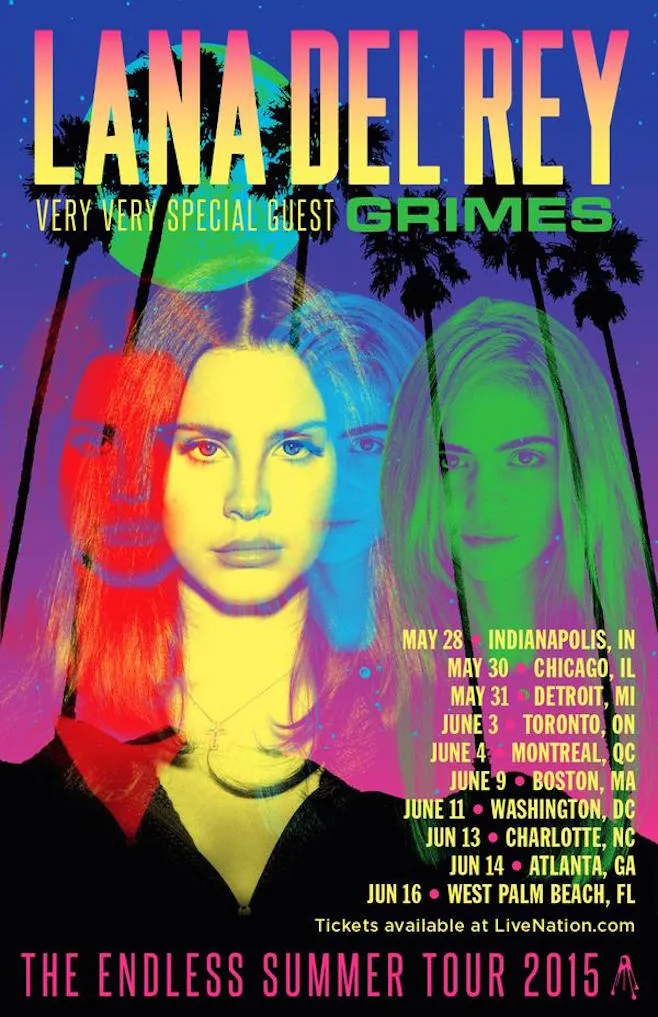 LANA DEL REY
VERY VERY SPECIAL GUEST GRIMES
MAY 28 • INDIANAPOLIS, IN
MAY 30 • CHICAGO, IL
MAY 31 • DETROIT, MI
JUNE 3 • TORONTO, ON
JUNE 4 • MONTREAL, QC
JUNE 9 • BOSTON, MA
JUNE 11 • WASHINGTON, DC
JUN 13 • CHARLOTTE, NC
JUN 14 • ATLANTA, GA
JUN 16 • WEST PALM BEACH, FL
Tickets available at LiveNation.com
THE ENDLESS SUMMER TOUR 2015